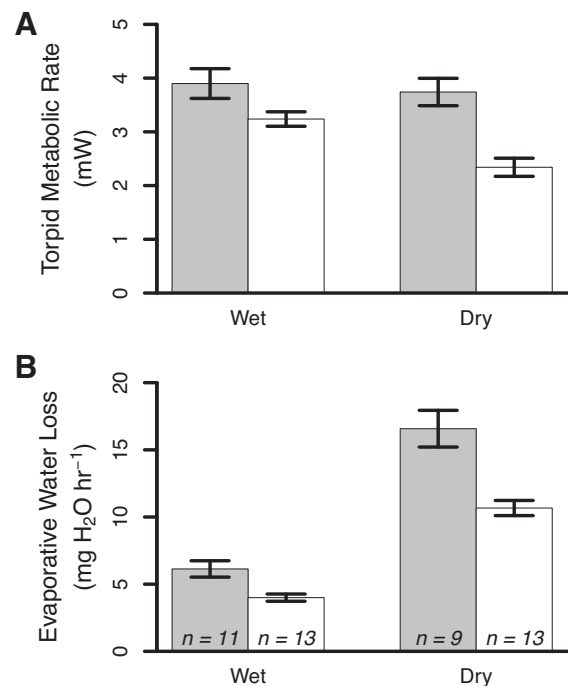 A
Torpid Metabolic Rate
(mW)
5
4
3
2
1
0
Wet
Dry
B
Evaporative Water Loss
(mg H₂O hr⁻¹)
20
15
10
5
0
n = 11
n = 13
n = 9
n = 13
Wet
Dry